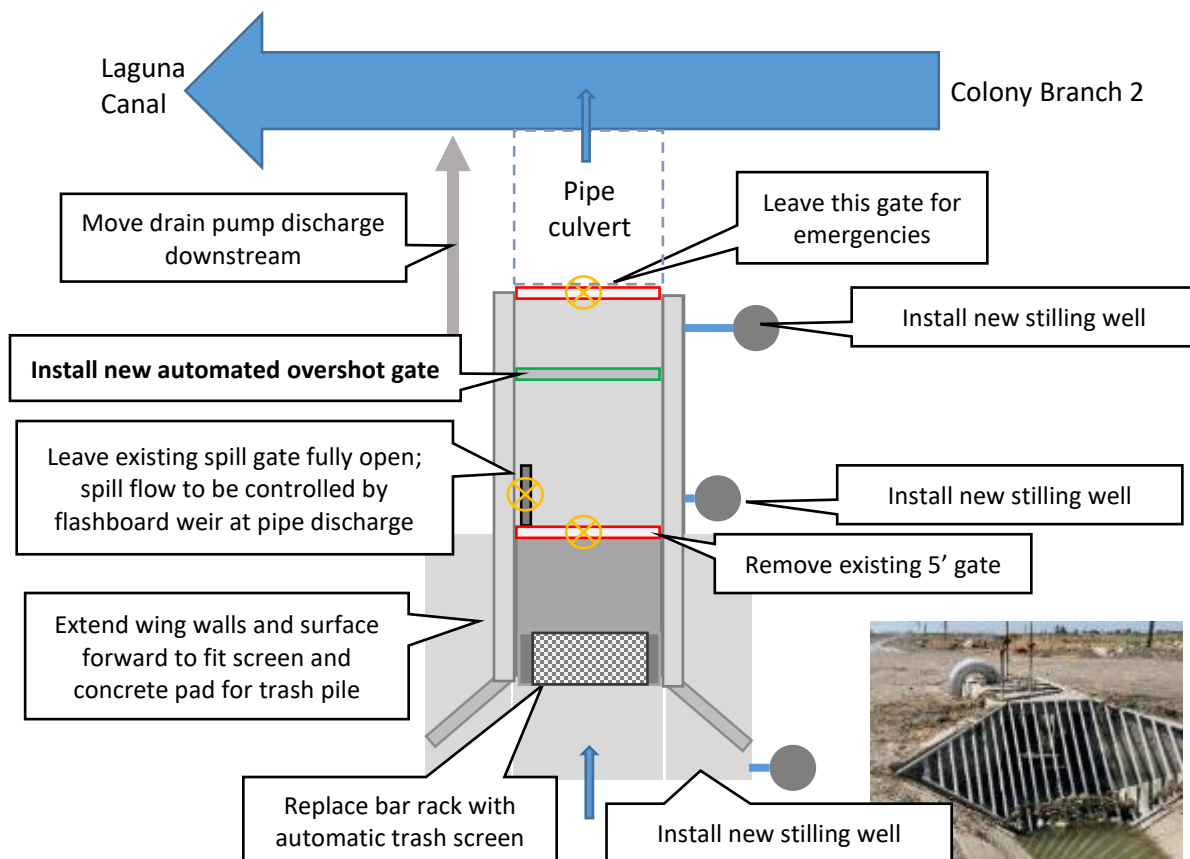 Laguna
Canal
Colony Branch 2
Pipe
culvert
Move drain pump discharge
downstream
Leave this gate for
emergencies
Install new stilling well
Install new automated overshot gate
Leave existing spill gate fully open;
spill flow to be controlled by
flashboard weir at pipe discharge
Install new stilling well
Remove existing 5’ gate
Extend wing walls and surface
forward to fit screen and
concrete pad for trash pile
Replace bar rack with
automatic trash screen
Install new stilling well